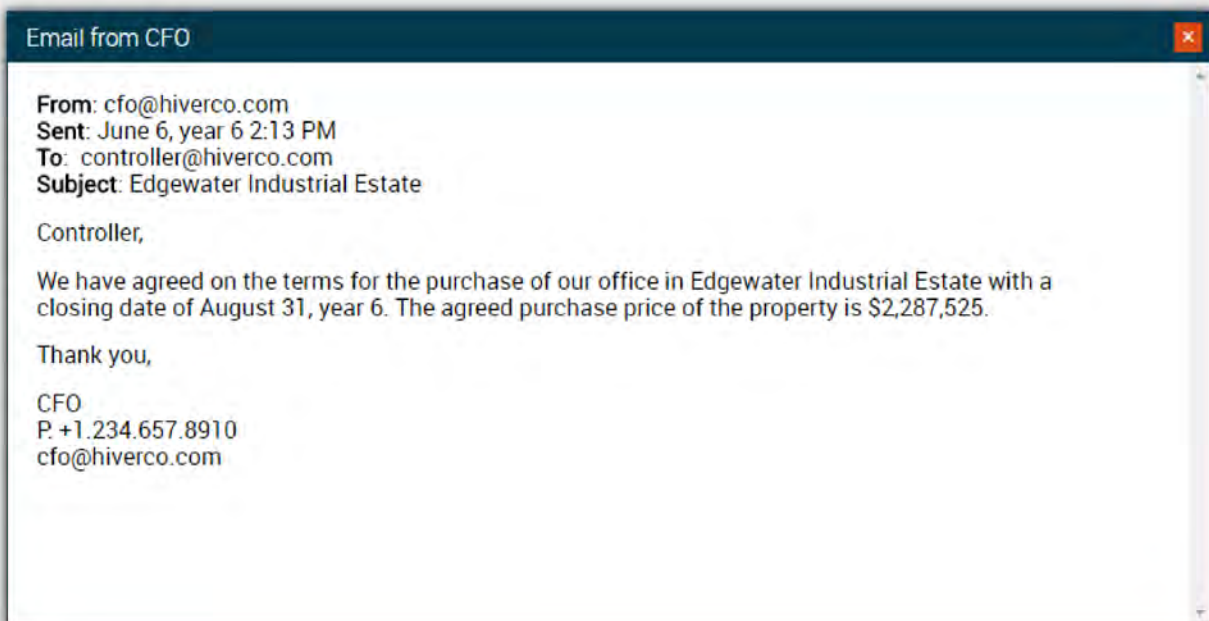 Email from CFO
From: cfo@hiverco.com
Sent: June 6, year 6 2:13 PM
To: controller@hiverco.com
Subject: Edgewater Industrial Estate
Controller,
We have agreed on the terms for the purchase of our office in Edgewater Industrial Estate with a
closing date of August 31, year 6. The agreed purchase price of the property is $2,287,525.
Thank you,
CFO
P. +1.234.657.8910
cfo@hiverco.com